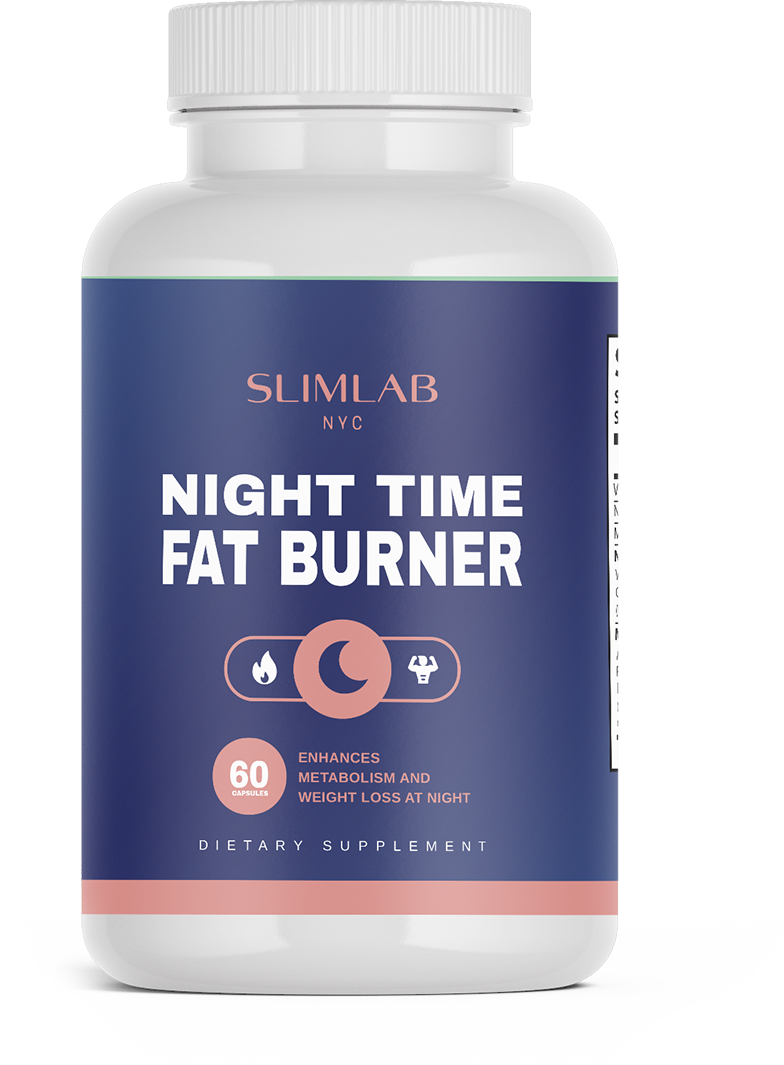 SLIMLAB
NYC
NIGHT TIME
FAT BURNER
60
CAPSULES
ENHANCES
METABOLISM AND
WEIGHT LOSS AT NIGHT
DIETARY SUPPLEMENT